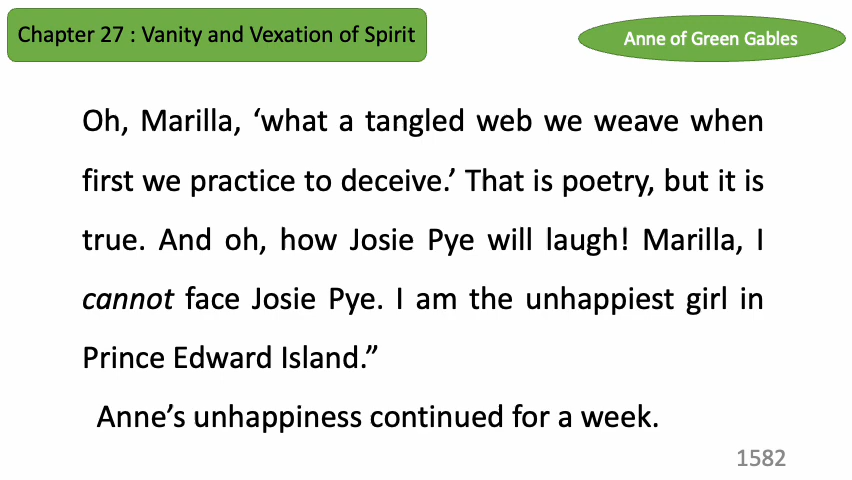 Chapter 27 : Vanity and Vexation of Spirit
Anne of Green Gables
Oh, Marilla, ‘what a tangled web we weave when
first we practice to deceive.’ That is poetry, but it is
true. And oh, how Josie Pye will laugh! Marilla, I
cannot face Josie Pye. I am the unhappiest girl in
Prince Edward Island.”
Anne’s unhappiness continued for a week.
1582